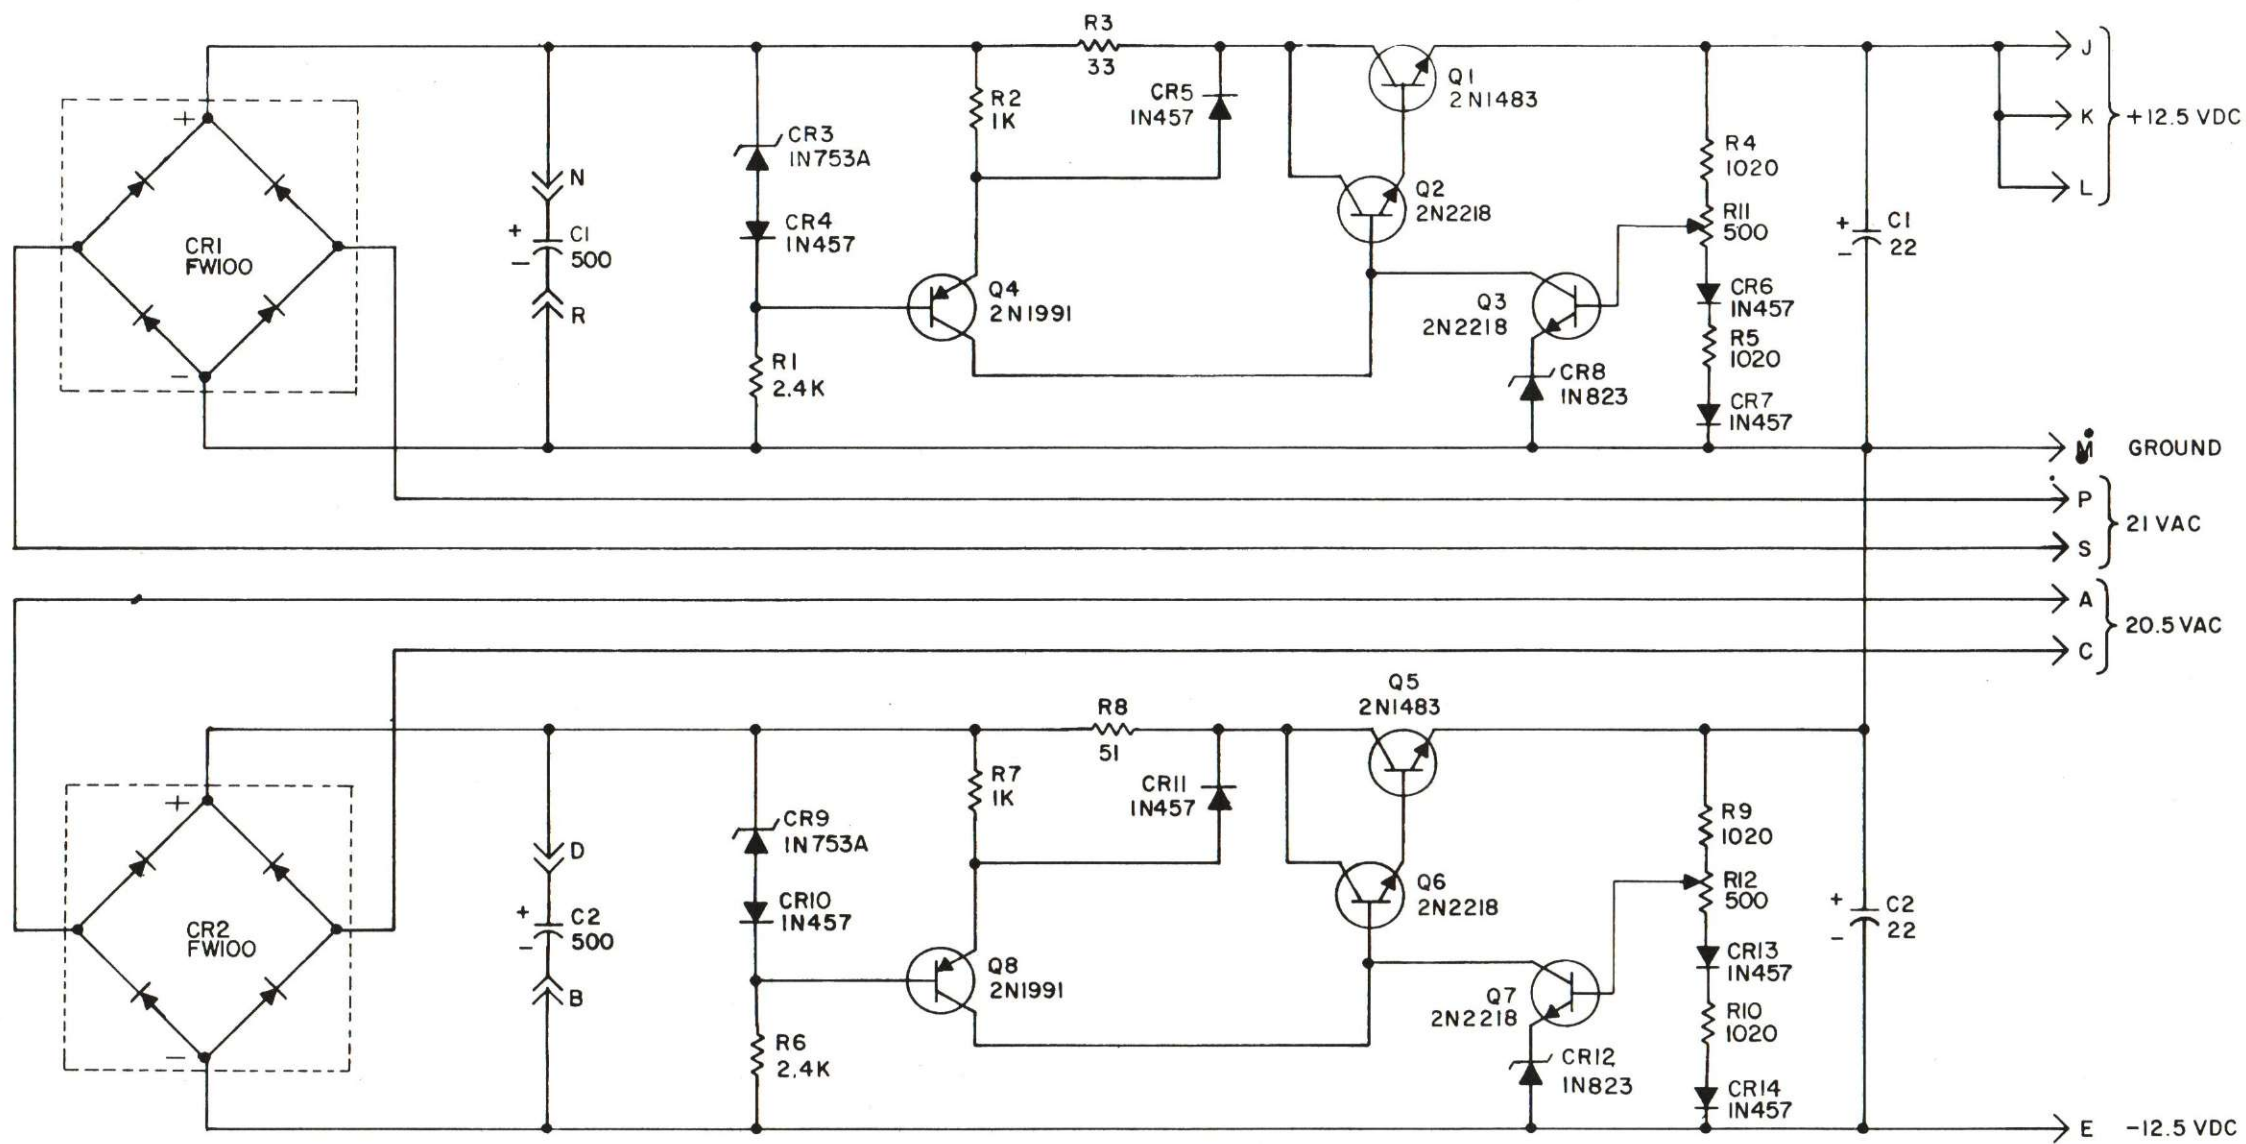 R3
33
J
K
L
+12.5 VDC
R2
1K
CR5
IN457
Q1
2N1483
CR3
IN753A
R4
1020
N
Q2
2N2218
R11
500
+
CR4
IN457
+
C1
500
−
R
+
C1
22
−
CR1
FW100
−
Q4
2N1991
Q3
2N2218
CR6
IN457
R5
1020
R1
2.4K
CR8
IN823
CR7
IN457
M GROUND
P
S
21 VAC
A
C
20.5 VAC
Q5
2N1483
R8
51
R7
1K
CR11
IN457
+
CR9
IN753A
R9
1020
D
Q6
2N2218
R12
500
CR10
IN457
+
C2
500
−
B
+
C2
22
−
CR2
FW100
−
Q8
2N1991
Q7
2N2218
CR13
IN457
R10
1020
R6
2.4K
CR12
IN823
CR14
IN457
E −12.5 VDC